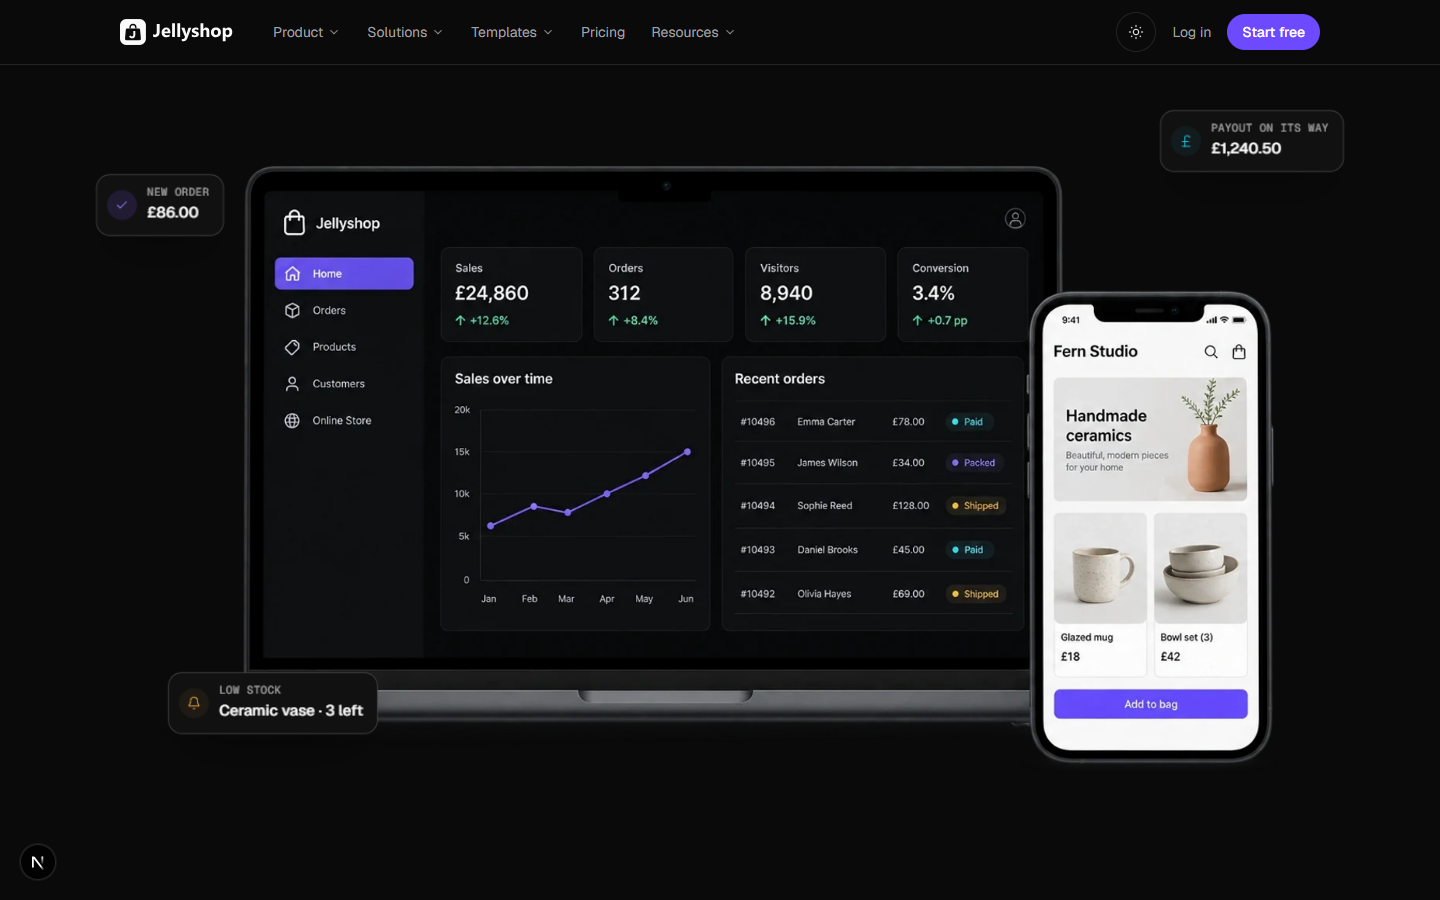 Jellyshop
Product
Solutions
Templates
Pricing
Resources
Log in
Start free
PAYOUT ON ITS WAY
£1,240.50
NEW ORDER
£86.00
Jellyshop
Home
Orders
Products
Customers
Online Store
Sales
£24,860
+12.6%
Orders
312
+8.4%
Visitors
8,940
+15.9%
Conversion
3.4%
+0.7 pp
Sales over time
20k
15k
10k
5k
0
Jan Feb Mar Apr May Jun
Recent orders
#10496 Emma Carter £78.00 Paid
#10495 James Wilson £34.00 Packed
#10494 Sophie Reed £128.00 Shipped
#10493 Daniel Brooks £45.00 Paid
#10492 Olivia Hayes £69.00 Shipped
9:41
Fern Studio
Handmade
ceramics
Beautiful, modern pieces
for your home
Glazed mug
£18
Bowl set (3)
£42
Add to bag
LOW STOCK
Ceramic vase · 3 left